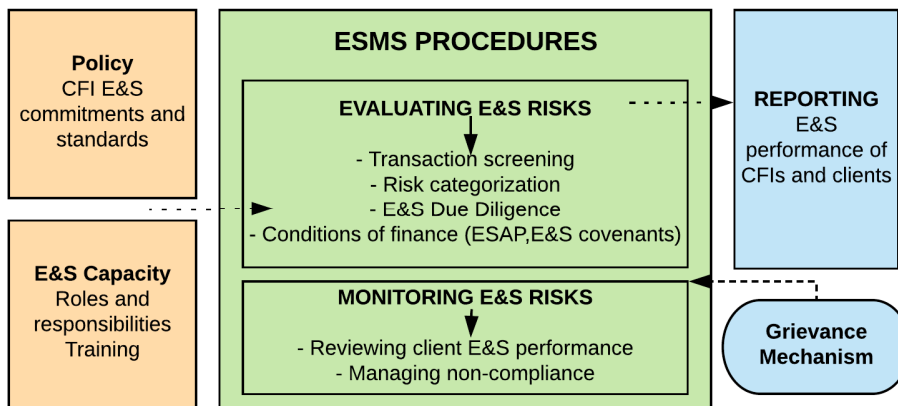 Policy
CFI E&S
commitments and
standards
E&S Capacity
Roles and
responsibilities
Training
ESMS PROCEDURES
EVALUATING E&S RISKS
- Transaction screening
- Risk categorization
- E&S Due Diligence
- Conditions of finance (ESAP,E&S covenants)
MONITORING E&S RISKS
- Reviewing client E&S performance
- Managing non-compliance
REPORTING
E&S
performance of
CFIs and clients
Grievance
Mechanism